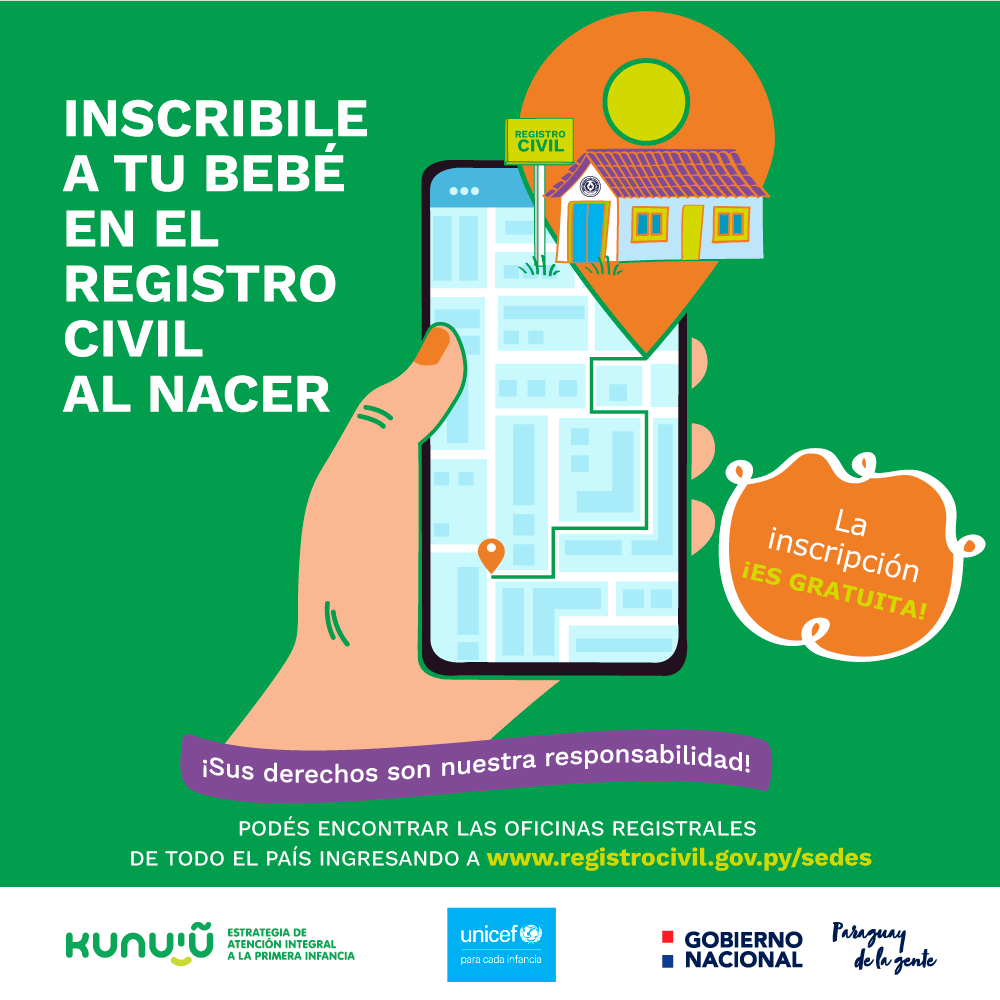 INSCRIBILE
A TU BEBÉ
EN EL
REGISTRO
CIVIL
AL NACER
REGISTRO
CIVIL
La
inscripción
¡ES GRATUITA!
¡Sus derechos son nuestra responsabilidad!
PODÉS ENCONTRAR LAS OFICINAS REGISTRALES
DE TODO EL PAÍS INGRESANDO A www.registrocivil.gov.py/sedes
KUNU'Ũ
ESTRATEGIA DE
ATENCIÓN INTEGRAL
A LA PRIMERA INFANCIA
unicef
para cada infancia
GOBIERNO
NACIONAL
Paraguay
de la gente